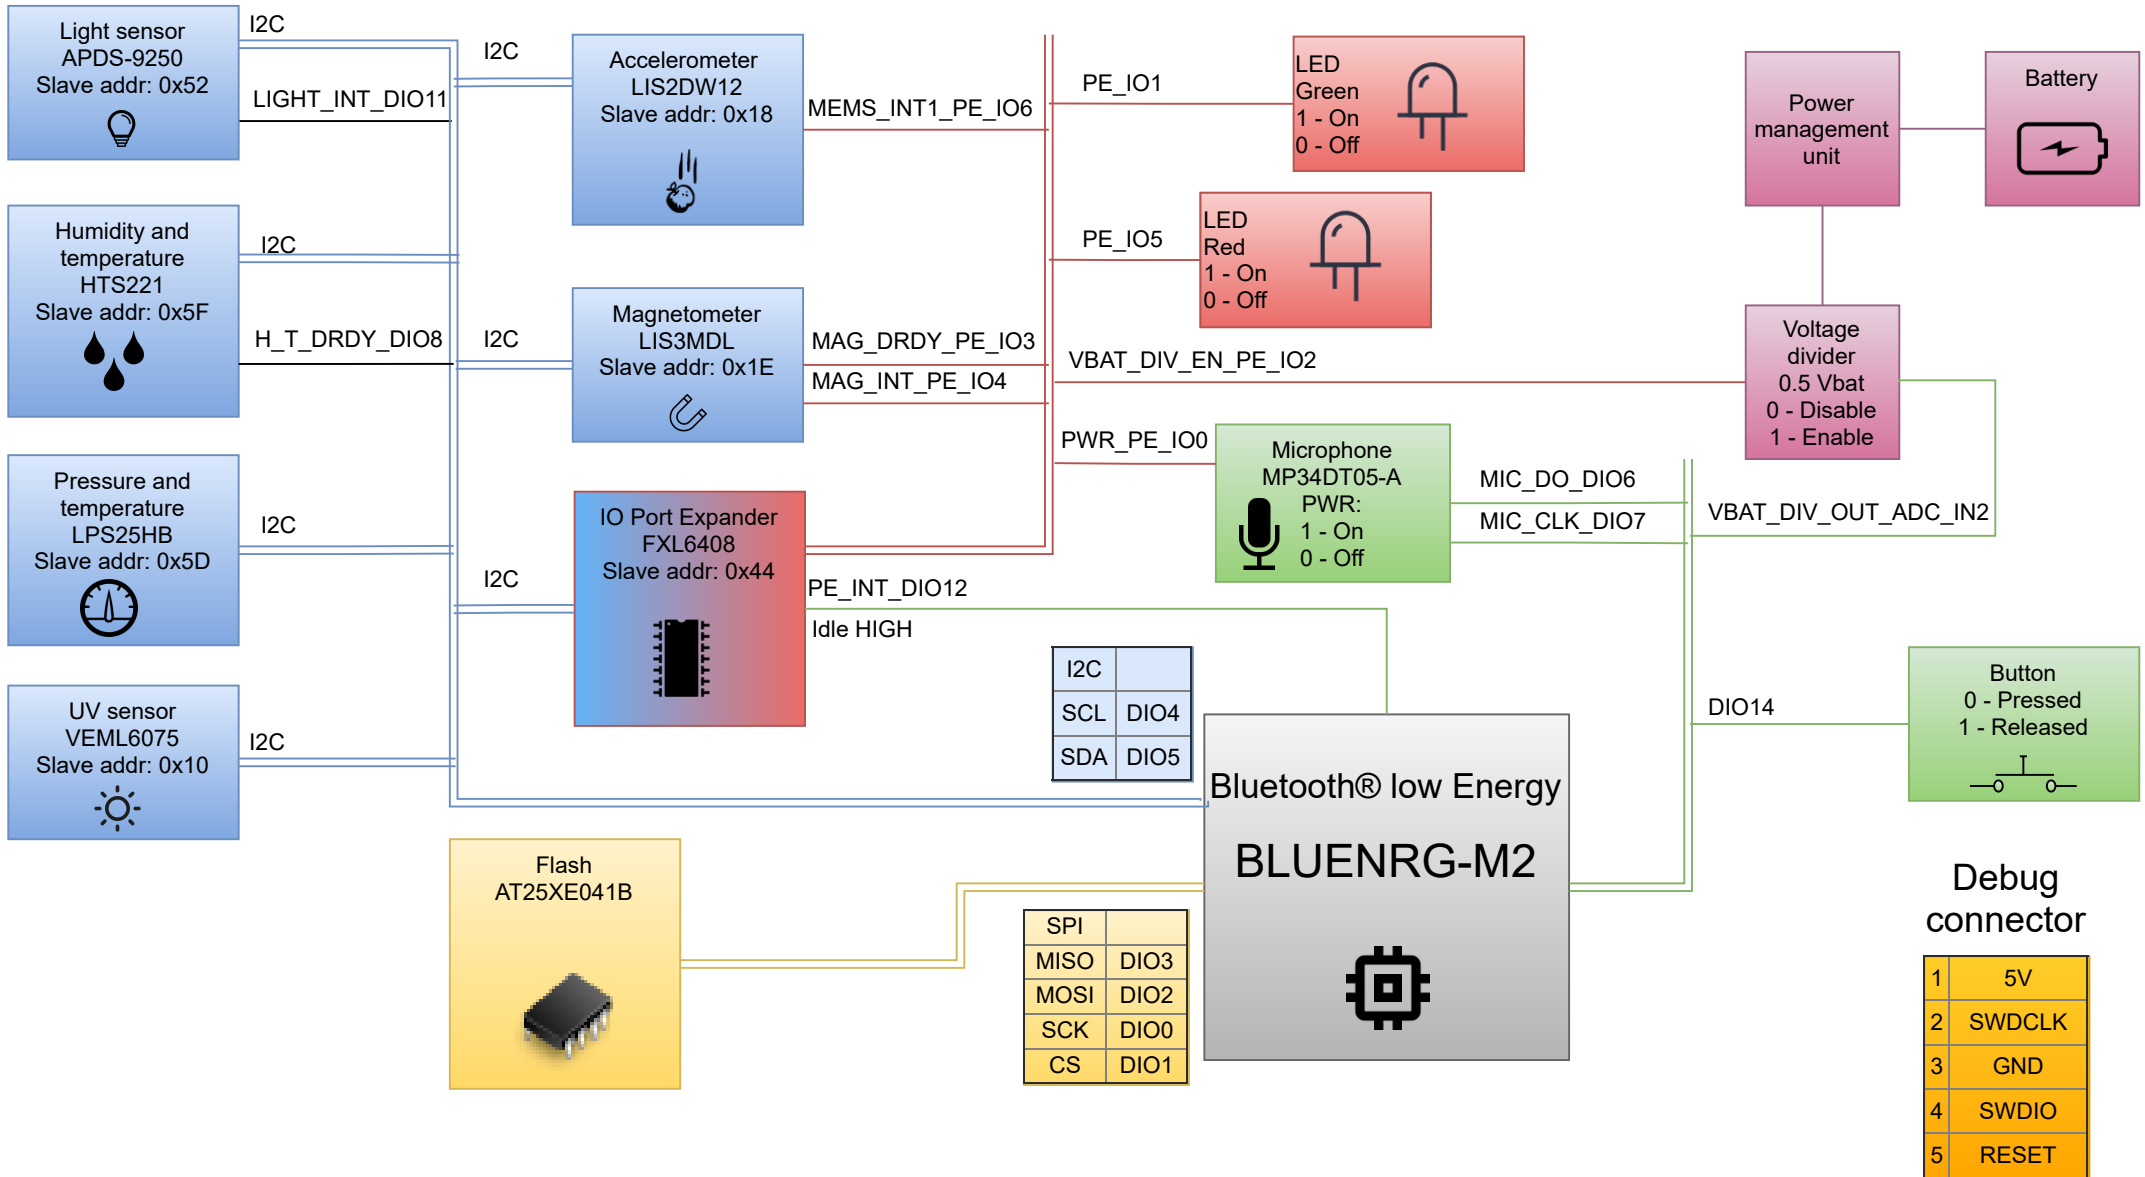 Light sensor
APDS-9250
Slave addr: 0x52
I2C
LIGHT_INT_DIO11
Humidity and
temperature
HTS221
Slave addr: 0x5F
I2C
H_T_DRDY_DIO8
Pressure and
temperature
LPS25HB
Slave addr: 0x5D
I2C
UV sensor
VEML6075
Slave addr: 0x10
I2C
I2C
Accelerometer
LIS2DW12
Slave addr: 0x18
MEMS_INT1_PE_IO6
I2C
Magnetometer
LIS3MDL
Slave addr: 0x1E
MAG_DRDY_PE_IO3
MAG_INT_PE_IO4
I2C
IO Port Expander
FXL6408
Slave addr: 0x44
PE_INT_DIO12
Idle HIGH
PE_IO1
LED
Green
1 - On
0 - Off
PE_IO5
LED
Red
1 - On
0 - Off
VBAT_DIV_EN_PE_IO2
PWR_PE_IO0
Microphone
MP34DT05-A
PWR:
1 - On
0 - Off
MIC_DO_DIO6
MIC_CLK_DIO7
Power
management
unit
Battery
Voltage
divider
0.5 Vbat
0 - Disable
1 - Enable
VBAT_DIV_OUT_ADC_IN2
DIO14
Button
0 - Pressed
1 - Released
I2C
SCL DIO4
SDA DIO5
Bluetooth® low Energy
BLUENRG-M2
Flash
AT25XE041B
SPI
MISO DIO3
MOSI DIO2
SCK DIO0
CS DIO1
Debug
connector
1 5V
2 SWDCLK
3 GND
4 SWDIO
5 RESET